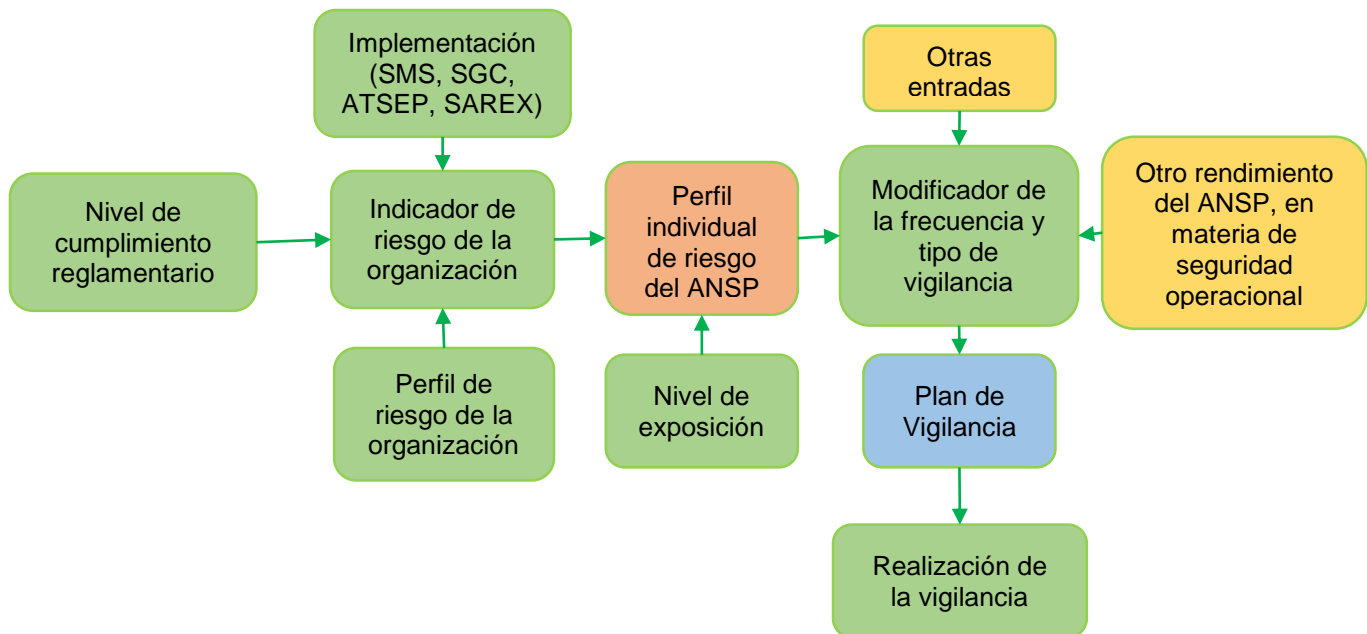 Implementación
(SMS, SGC,
ATSEP, SAREX)
Otras
entradas
Nivel de
cumplimiento
reglamentario
Indicador de
riesgo de la
organización
Perfil
individual
de riesgo
del ANSP
Modificador de
la frecuencia y
tipo de
vigilancia
Otro rendimiento
del ANSP, en
materia de
seguridad
operacional
Perfil de
riesgo de la
organización
Nivel de
exposición
Plan de
Vigilancia
Realización de
la vigilancia